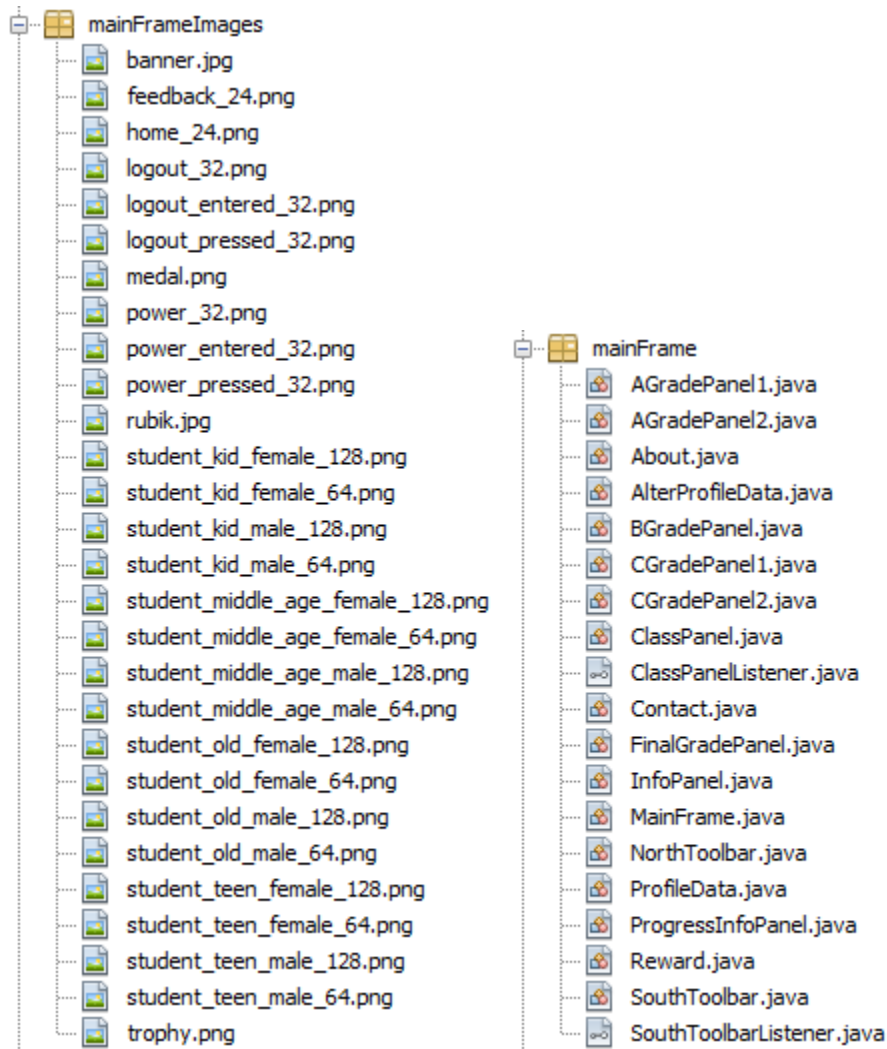 mainFrameImages
banner.jpg
feedback_24.png
home_24.png
logout_32.png
logout_entered_32.png
logout_pressed_32.png
medal.png
power_32.png
power_entered_32.png
power_pressed_32.png
rubik.jpg
student_kid_female_128.png
student_kid_female_64.png
student_kid_male_128.png
student_kid_male_64.png
student_middle_age_female_128.png
student_middle_age_female_64.png
student_middle_age_male_128.png
student_middle_age_male_64.png
student_old_female_128.png
student_old_female_64.png
student_old_male_128.png
student_old_male_64.png
student_teen_female_128.png
student_teen_female_64.png
student_teen_male_128.png
student_teen_male_64.png
trophy.png
mainFrame
AGradePanel1.java
AGradePanel2.java
About.java
AlterProfileData.java
BGradePanel.java
CGradePanel1.java
CGradePanel2.java
ClassPanel.java
ClassPanelListener.java
Contact.java
FinalGradePanel.java
InfoPanel.java
MainFrame.java
NorthToolbar.java
ProfileData.java
ProgressInfoPanel.java
Reward.java
SouthToolbar.java
SouthToolbarListener.java